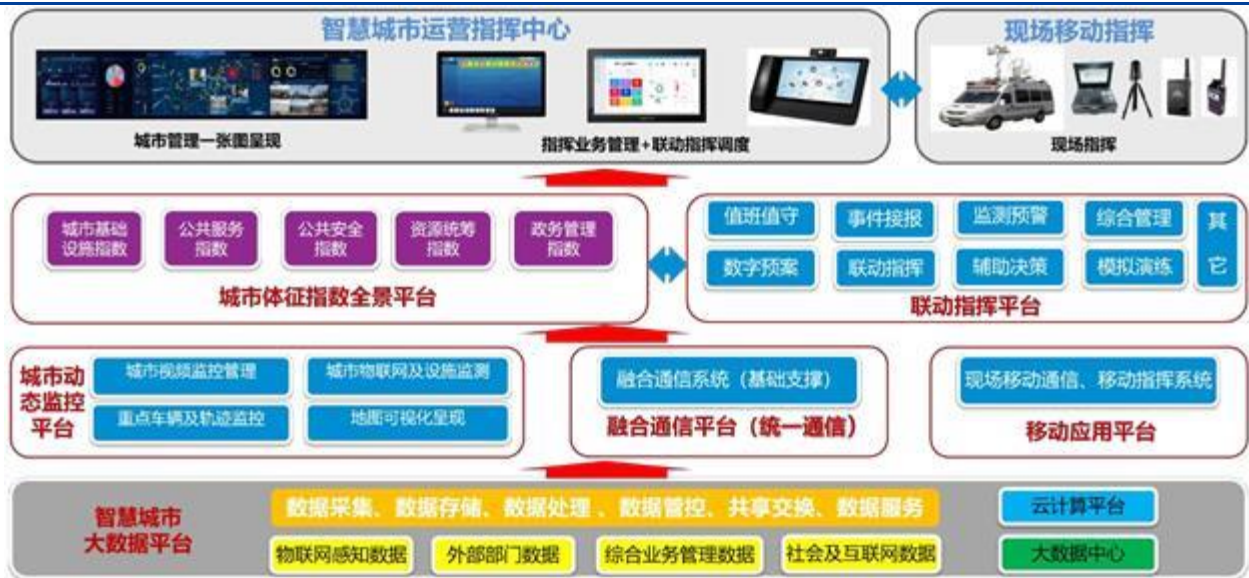 智慧城市运营指挥中心
现场移动指挥
城市管理一张图呈现
指挥业务管理+联动指挥调度
现场指挥
城市基础
设施指数
公共服务
指数
公共安全
指数
资源统筹
指数
政务管理
指数
城市体征指数全景平台
值班值守
事件接报
监测预警
综合管理
数字预案
联动指挥
辅助决策
模拟演练
其
它
联动指挥平台
城市动
态监控
平台
城市视频监控管理
城市物联网及设施监测
重点车辆及轨迹监控
地图可视化呈现
融合通信系统（基础支撑）
融合通信平台（统一通信）
现场移动通信、移动指挥系统
移动应用平台
智慧城市
大数据平台
数据采集、数据存储、数据处理 、数据管控、共享交换、数据服务
物联网感知数据
外部部门数据
综合业务管理数据
社会及互联网数据
云计算平台
大数据中心